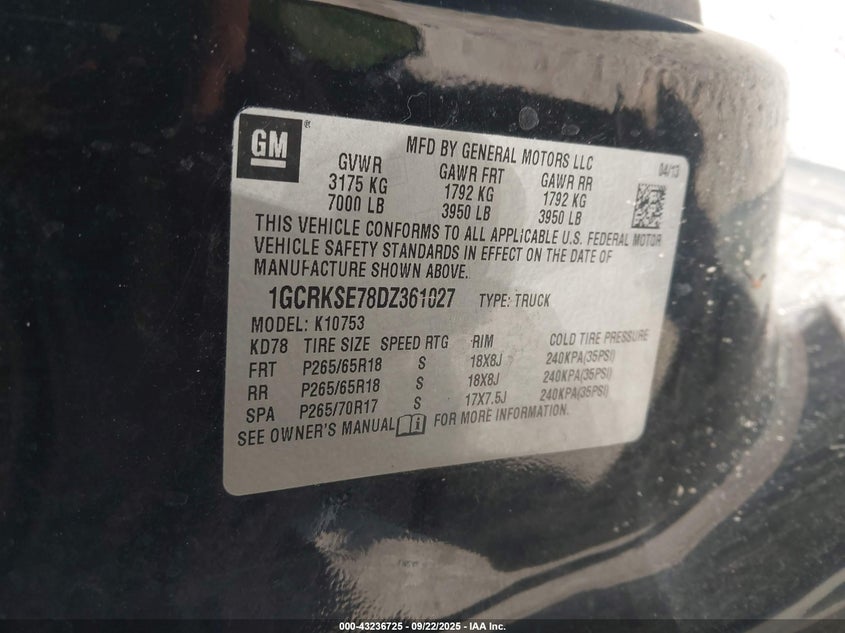 GM ®
MFD BY GENERAL MOTORS LLC
04/13
GVWR GAWR FRT GAWR RR
3175 KG 1792 KG 1792 KG
7000 LB 3950 LB 3950 LB
THIS VEHICLE CONFORMS TO ALL APPLICABLE U.S. FEDERAL MOTOR
VEHICLE SAFETY STANDARDS IN EFFECT ON THE DATE OF
MANUFACTURE SHOWN ABOVE.
1GCRKSE78DZ361027 TYPE: TRUCK
MODEL: K10753
KD78 TIRE SIZE SPEED RTG RIM COLD TIRE PRESSURE
FRT P265/65R18 S 18X8J 240KPA(35PSI)
RR P265/65R18 S 18X8J 240KPA(35PSI)
SPA P265/70R17 S 17X7.5J 240KPA(35PSI)
SEE OWNER'S MANUAL i FOR MORE INFORMATION.
000-43236725 - 09/22/2025 - IAA Inc.